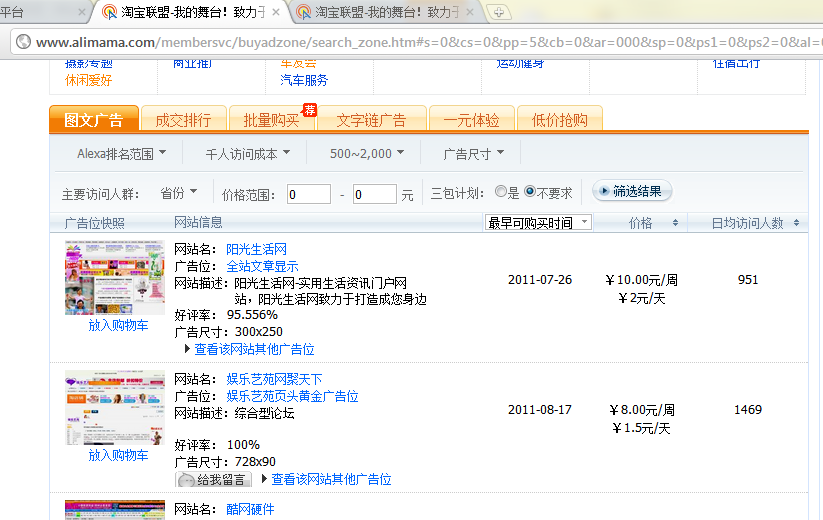 平台
淘宝联盟-我的舞台！致力于
淘宝联盟-我的舞台！致力于
www.alimama.com/membersvc/buyadzone/search_zone.htm#s=0&cs=0&pp=5&cb=0&ar=000&sp=0&ps1=0&ps2=0&al=
摄影专题 商业推广 车友会 运动健身 住宿出行
休闲爱好 汽车服务
图文广告 成交排行 批量购买 荐 文字链广告 一元体验 低价抢购
Alexa排名范围 千人访问成本 500~2,000 广告尺寸
主要访问人群： 省份 价格范围： 0 - 0 元 三包计划： 是 不要求 筛选结果
广告位快照 网站信息 最早可购买时间 价格 日均访问人数
网站名： 阳光生活网
广告位： 全站文章显示
网站描述：阳光生活网-实用生活资讯门户网
站，阳光生活网致力于打造成您身边
2011-07-26 ￥10.00元/周 951
￥2元/天
好评率： 95.556%
放入购物车
广告尺寸：300x250
查看该网站其他广告位
网站名： 娱乐艺苑网聚天下
广告位： 娱乐艺苑页头黄金广告位
网站描述：综合型论坛
2011-08-17 ￥8.00元/周 1469
￥1.5元/天
好评率： 100%
放入购物车
广告尺寸：728x90
给我留言 查看该网站其他广告位
网站名： 酷网硬件